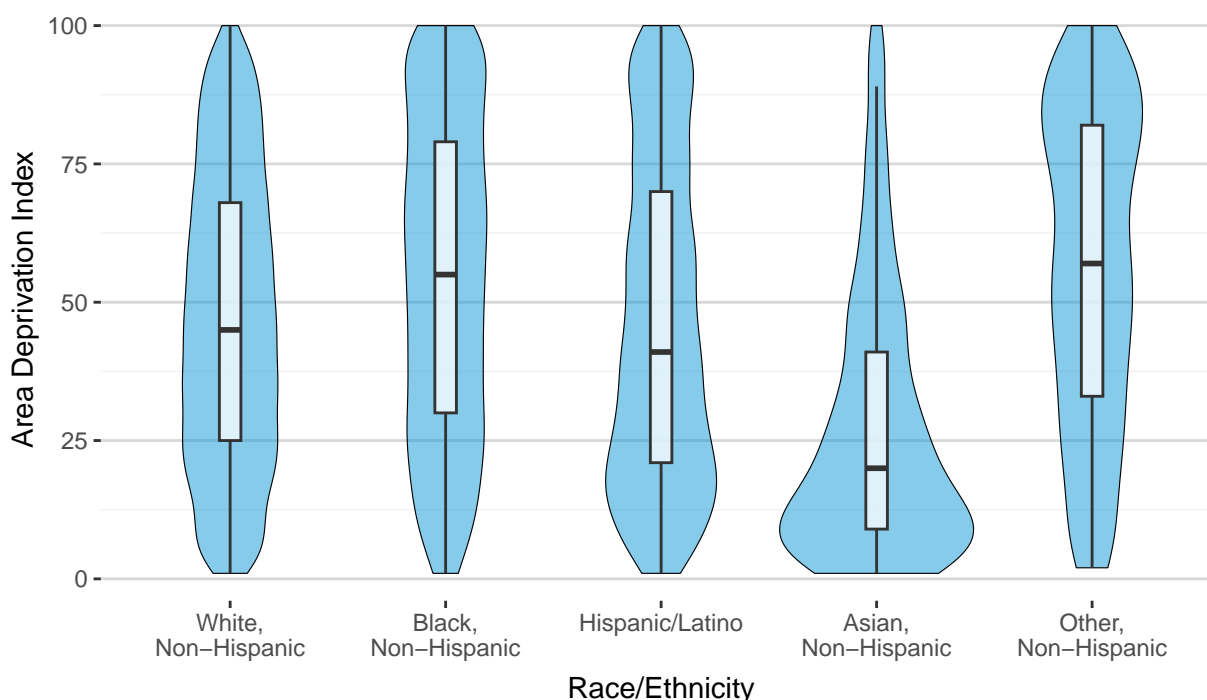 100
75
50
25
0
Area Deprivation Index
White,
Non−Hispanic
Black,
Non−Hispanic
Hispanic/Latino
Asian,
Non−Hispanic
Other,
Non−Hispanic
Race/Ethnicity